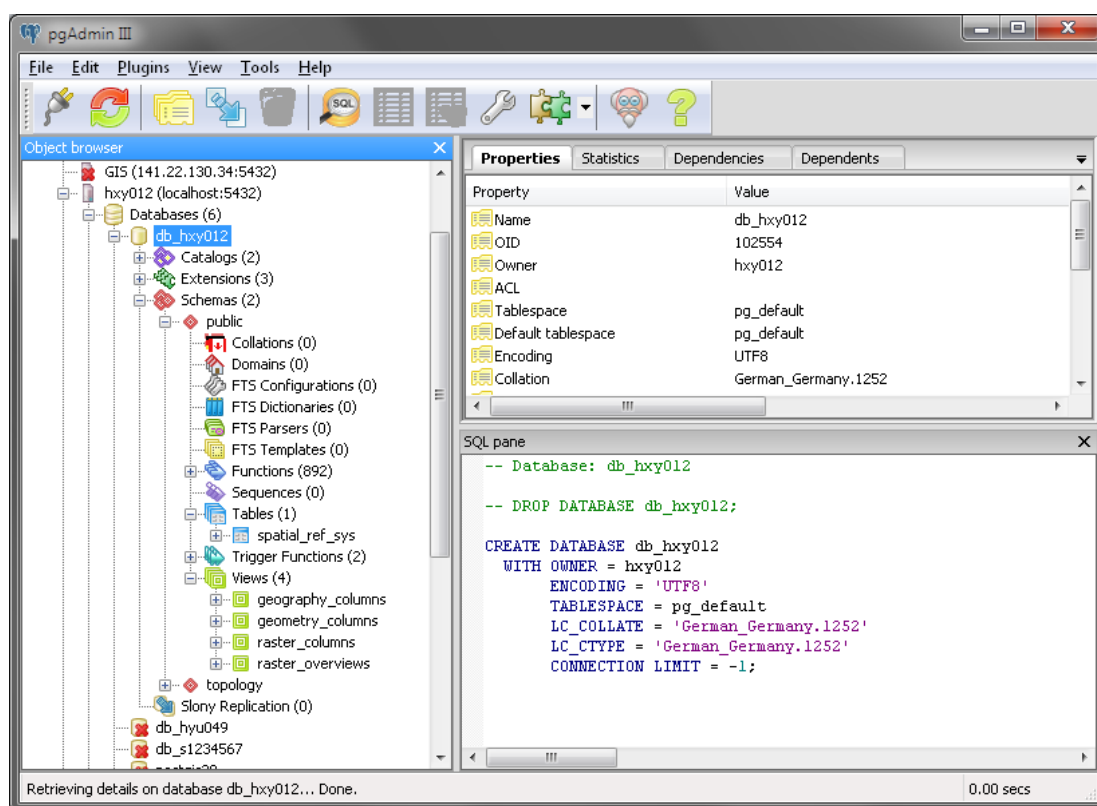 pgAdmin III
File Edit Plugins View Tools Help
SQL
Object browser
GIS (141.22.130.34:5432)
hxy012 (localhost:5432)
Databases (6)
db_hxy012
Catalogs (2)
Extensions (3)
Schemas (2)
public
Collations (0)
Domains (0)
FTS Configurations (0)
FTS Dictionaries (0)
FTS Parsers (0)
FTS Templates (0)
Functions (892)
Sequences (0)
Tables (1)
spatial_ref_sys
Trigger Functions (2)
Views (4)
geography_columns
geometry_columns
raster_columns
raster_overviews
topology
Slony Replication (0)
db_hyu049
db_s1234567
Properties Statistics Dependencies Dependents
Property Value
Name db_hxy012
OID 102554
Owner hxy012
ACL
Tablespace pg_default
Default tablespace pg_default
Encoding UTF8
Collation German_Germany.1252
SQL pane
-- Database: db_hxy012
-- DROP DATABASE db_hxy012;
CREATE DATABASE db_hxy012
WITH OWNER = hxy012
ENCODING = 'UTF8'
TABLESPACE = pg_default
LC_COLLATE = 'German_Germany.1252'
LC_CTYPE = 'German_Germany.1252'
CONNECTION LIMIT = -1;
Retrieving details on database db_hxy012... Done. 0.00 secs